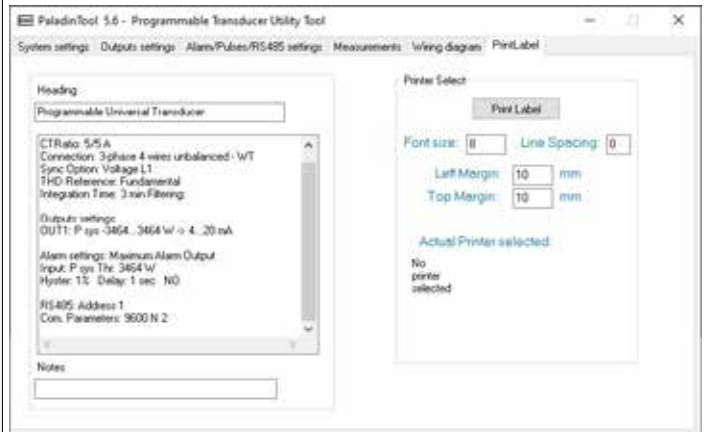 PaladinTool 5.6 - Programmable Transducer Utility Tool
System settings Outputs settings Alarm/Pulses/RS485 settings Measurements Wiring diagram PrintLabel
Heading
Programmable Universal Transducer
CTRatio: 5/5 A
Connection: 3-phase 4 wires unbalanced - WT
Sync Option: Voltage L1
THD Reference: Fundamental
Integration Time: 3 min Filtering:
Outputs settings:
OUT1: P sys -3464...3464 W -> 4...20 mA
Alarm settings: Maximum Alarm Output
Input: P sys Thr: 3464 W
Hyster: 1% Delay: 1 sec NO
RS485: Address 1
Com. Parameters: 9600 N 2
Notes
Printer Select
Print Label
Font size: 8 Line Spacing: 0
Left Margin: 10 mm
Top Margin: 10 mm
Actual Printer selected:
No
printer
selected